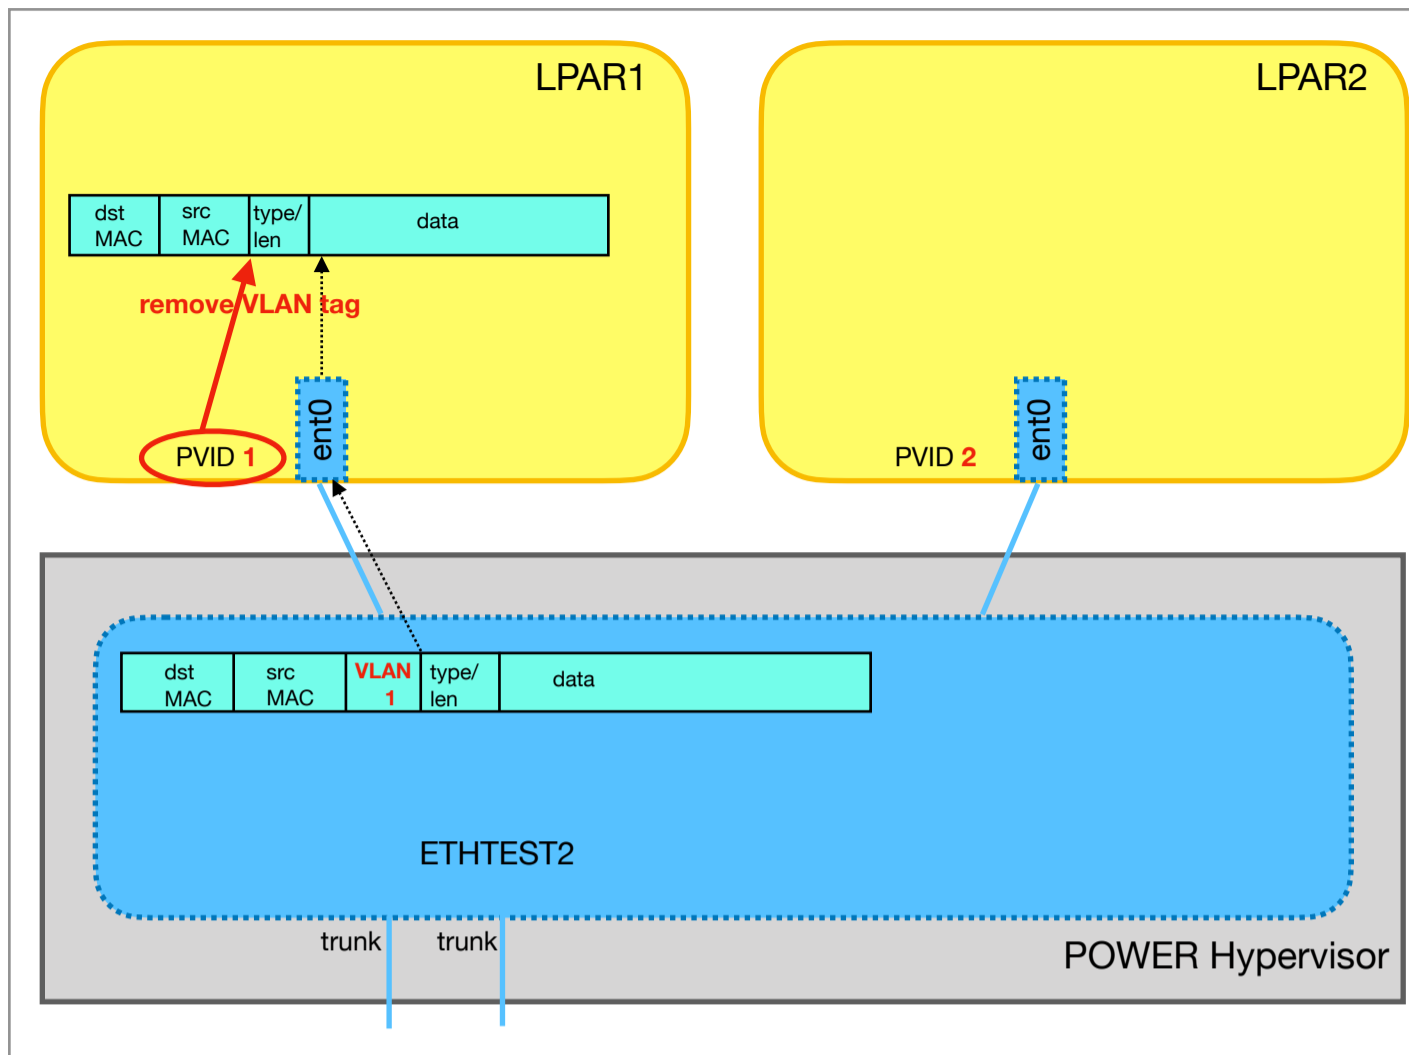 LPAR1
LPAR2
dst
MAC
src
MAC
type/
len
data
remove VLAN tag
PVID 1
ent0
PVID 2
ent0
dst
MAC
src
MAC
VLAN
1
type/
len
data
ETHTEST2
trunk
trunk
POWER Hypervisor